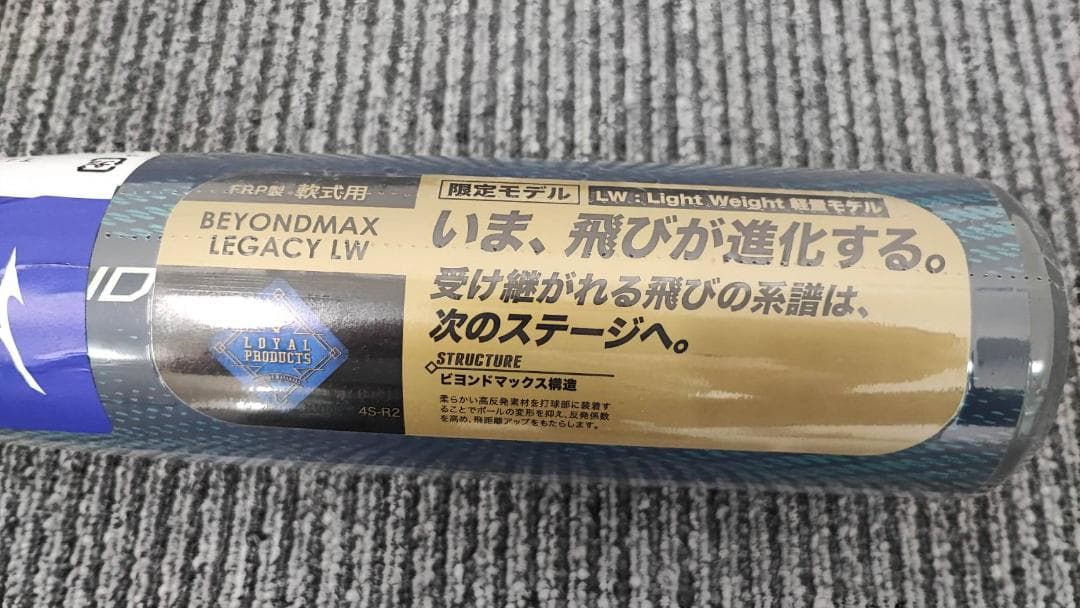 FRP製 軟式用
BEYONDMAX
LEGACY LW
LOYAL
PRODUCTS
4S-R2
限定モデル
LW : Light Weight 軽量モデル
いま、飛びが進化する。
受け継がれる飛びの系譜は、
次のステージへ。
STRUCTURE
ビヨンドマックス構造
柔らかい高反発素材を打球部に装着す
ることでボールの変形を抑え、反発係数
を高め、飛距離アップをもたらします。